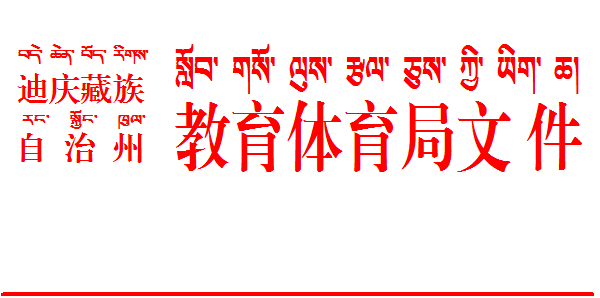 བདེ་ཆེན་བོད་རིགས་
迪庆藏族
རང་སྐྱོང་ཁུལ་
自治州
སློབ་གསོ་ལུས་རྩལ་ཅུས་ཀྱི་ཡིག་ཆ།
教育体育局文件